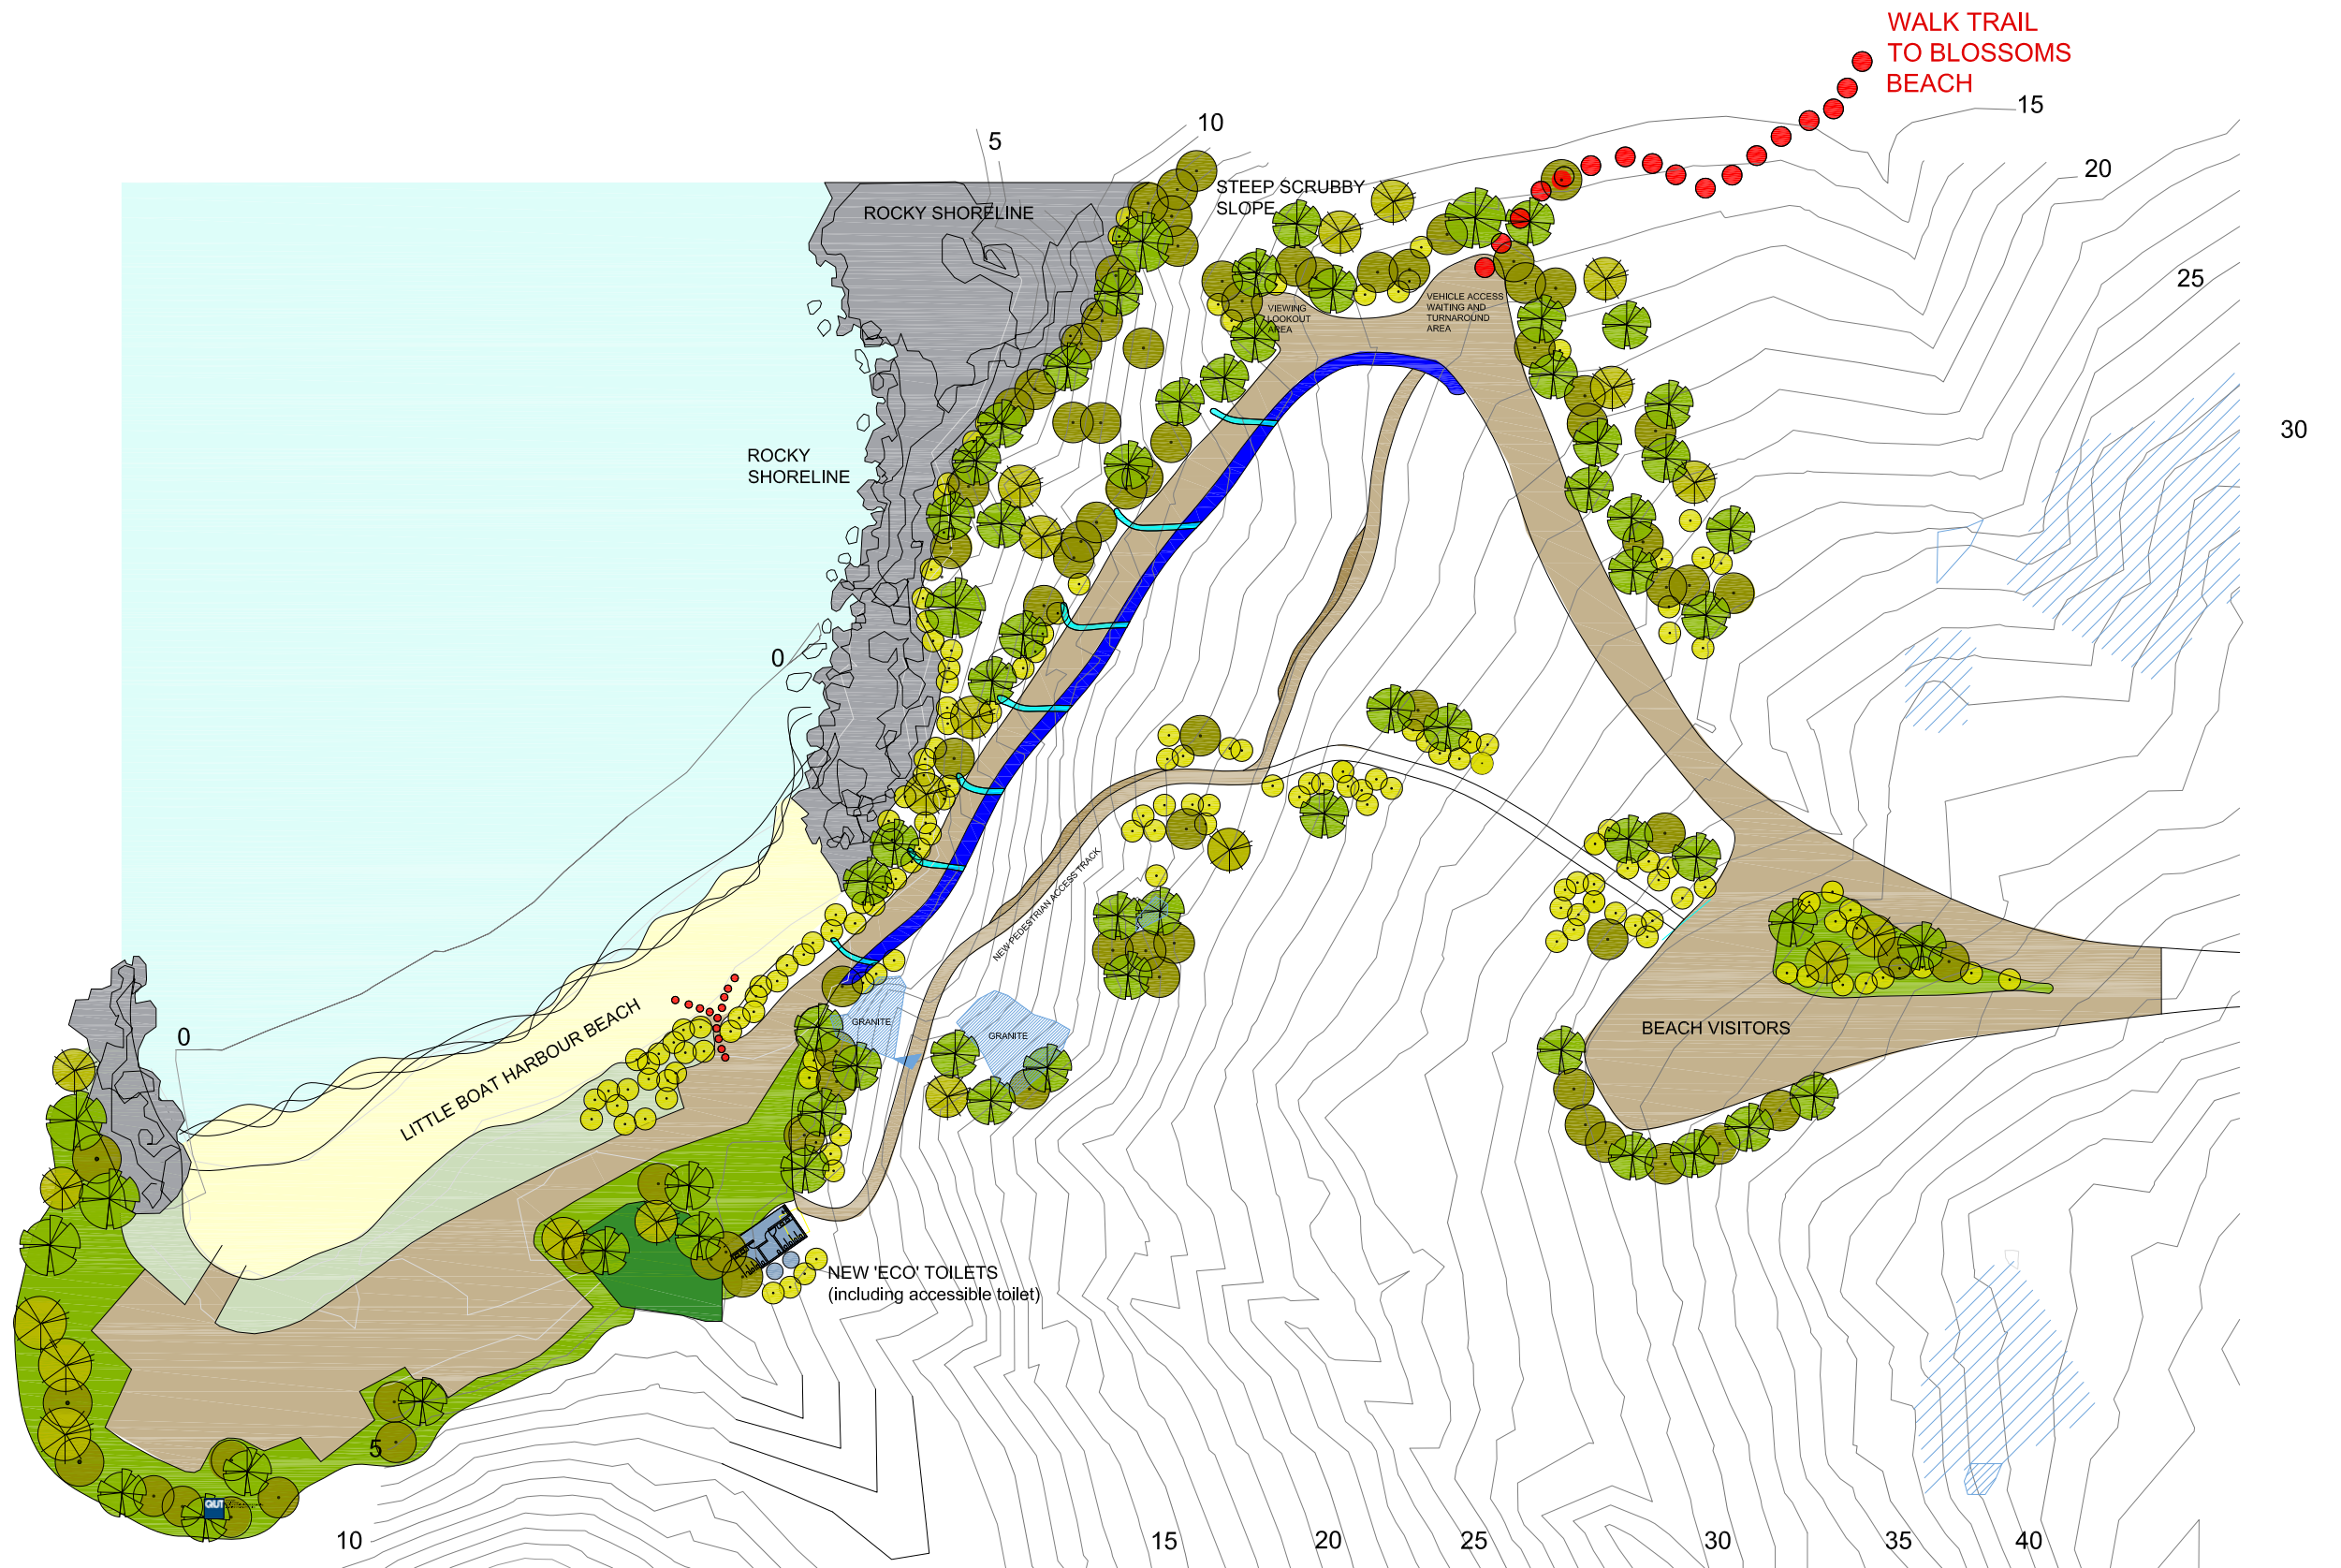 WALK TRAIL
TO BLOSSOMS
BEACH
15
10
5
20
STEEP SCRUBBY
SLOPE
ROCKY SHORELINE
25
VIEWING
LOOKOUT
AREA
VEHICLE ACCESS
WAITING AND
TURNAROUND
AREA
30
ROCKY
SHORELINE
0
NEW PEDESTRIAN ACCESS TRACK
LITTLE BOAT HARBOUR BEACH
0
GRANITE
GRANITE
BEACH VISITORS
NEW 'ECO' TOILETS
(including accessible toilet)
5
10
15
20
25
30
35
40